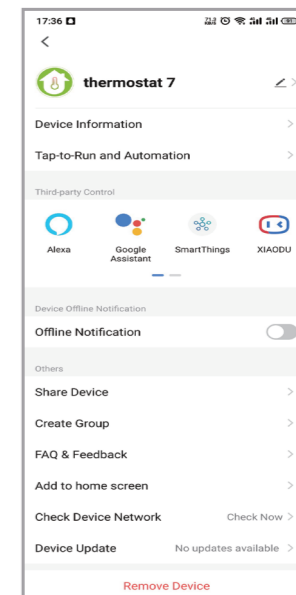 17:36
thermostat 7
Device Information
Tap-to-Run and Automation
Third-party Control
Alexa
Google Assistant
SmartThings
XIAODU
Device Offline Notification
Offline Notification
Others
Share Device
Create Group
FAQ & Feedback
Add to home screen
Check Device Network Check Now
Device Update No updates available
Remove Device